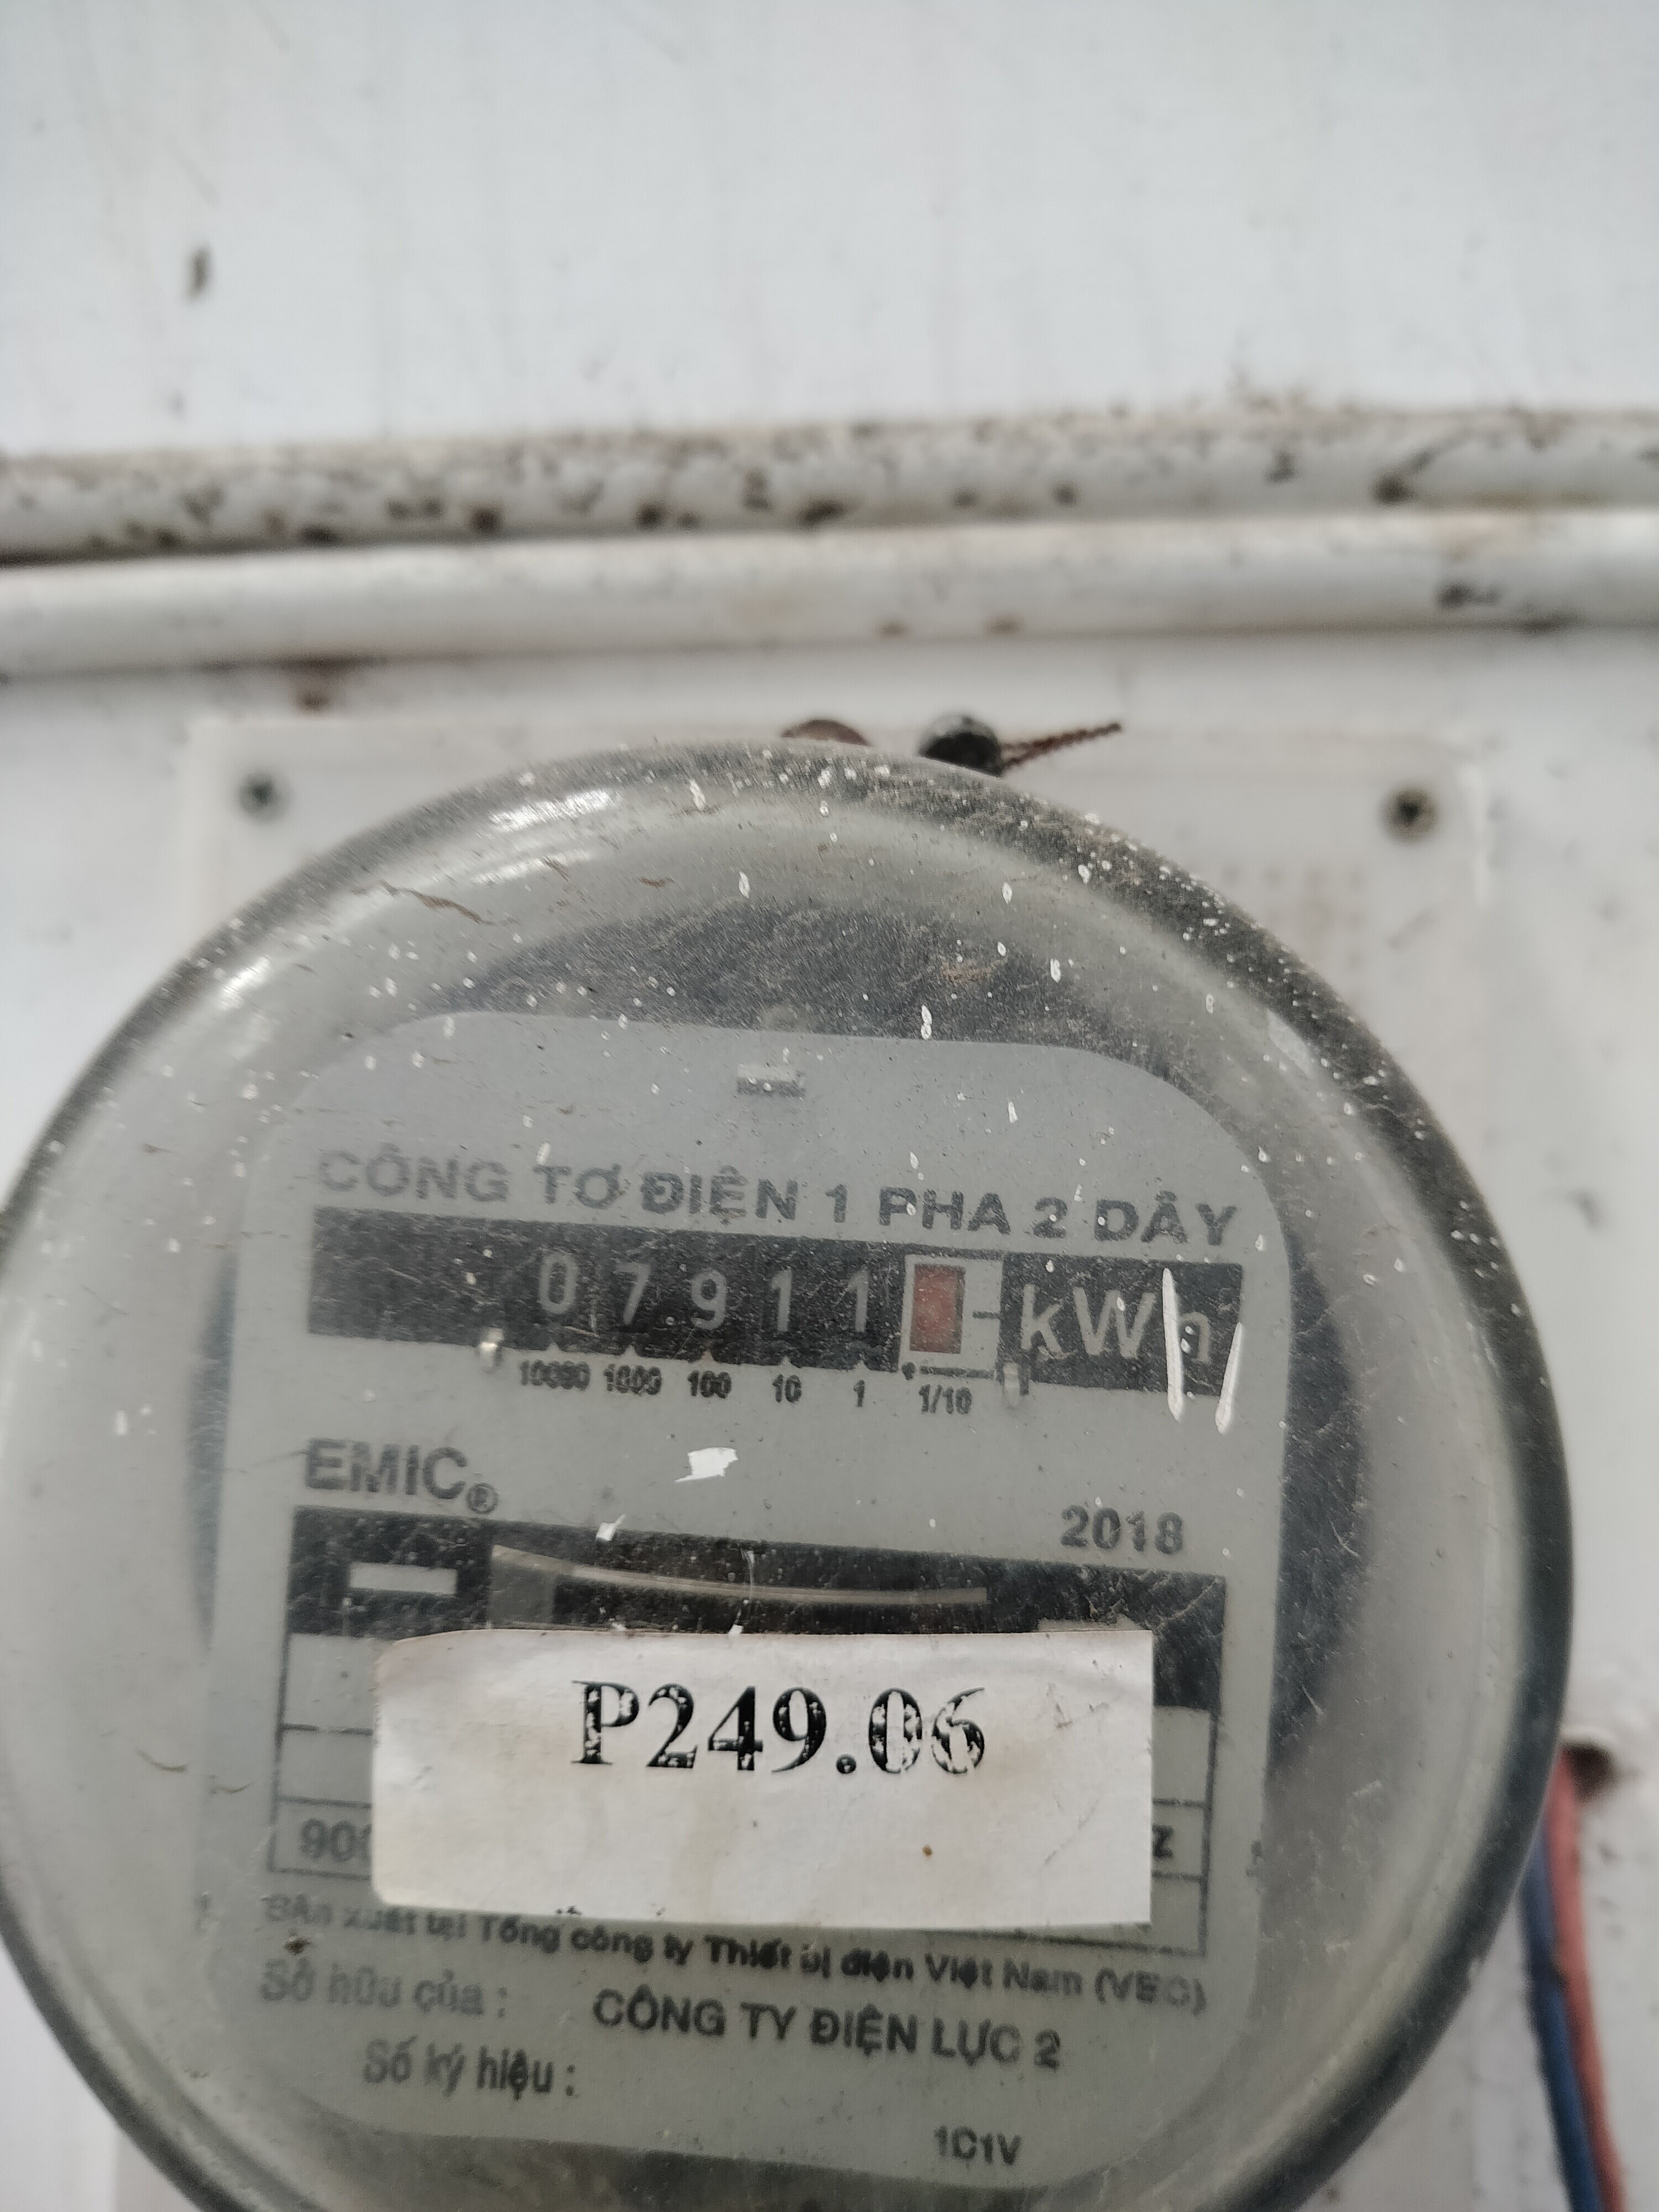 CÔNG TƠ ĐIỆN 1 PHA 2 DÂY
07911 kWh
10000 1000 100 10 1 1/10
EMIC®
2018
P249.06
Sản xuất tại Tổng công ty Thiết bị điện Việt Nam (VEC)
Sở hữu của : CÔNG TY ĐIỆN LỰC 2
Số ký hiệu :
1C1V